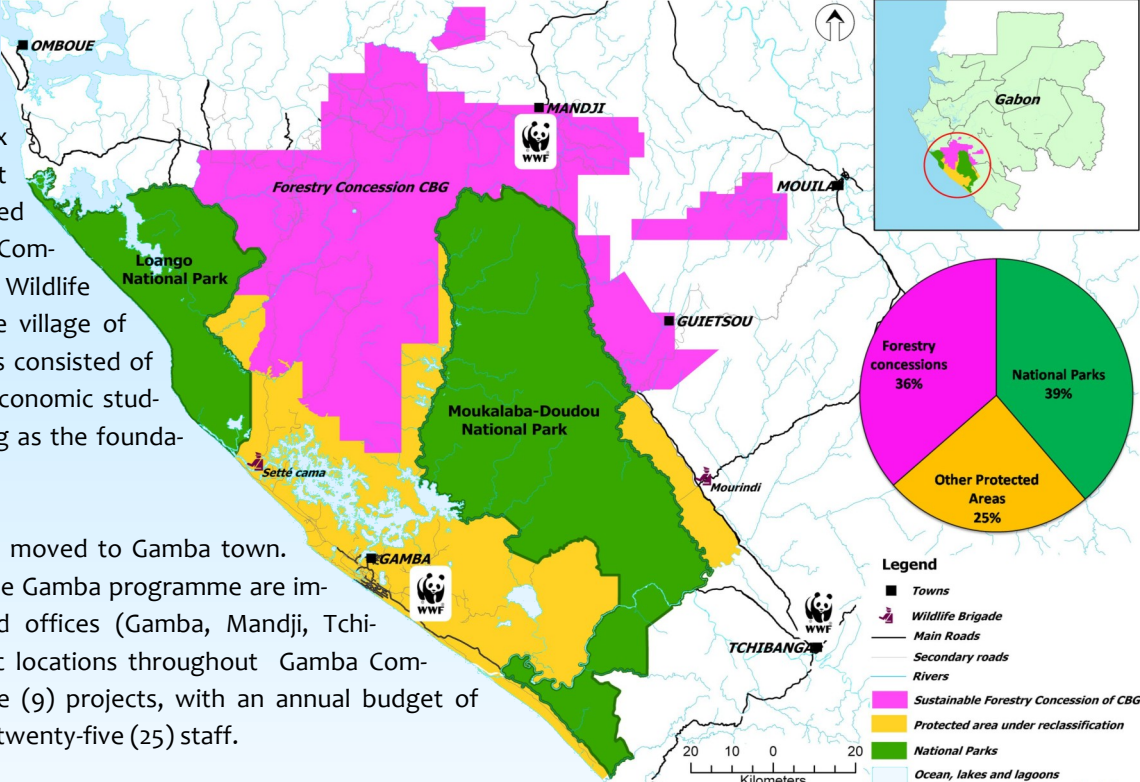 OMBOUE
MANDJI
WWF
Forestry Concession CBG
MOUILA
Loango
National Park
GUIETSOU
Moukalaba-Doudou
National Park
Setté cama
Mourindi
GAMBA
WWF
WWF
TCHIBANGA
20 10 0 20
Kilometers
Gabon
Forestry
concessions
36%
National Parks
39%
Other Protected
Areas
25%
Legend
Towns
Wildlife Brigade
Main Roads
Secondary roads
Rivers
Sustainable Forestry Concession of CBG
Protected area under reclassification
National Parks
Ocean, lakes and lagoons
x
t
ed
Com-
Wildlife
e village of
s consisted of
conomic stud-
g as the founda-
moved to Gamba town.
e Gamba programme are im-
d offices (Gamba, Mandji, Tchi-
t locations throughout Gamba Com-
e (9) projects, with an annual budget of
twenty-five (25) staff.